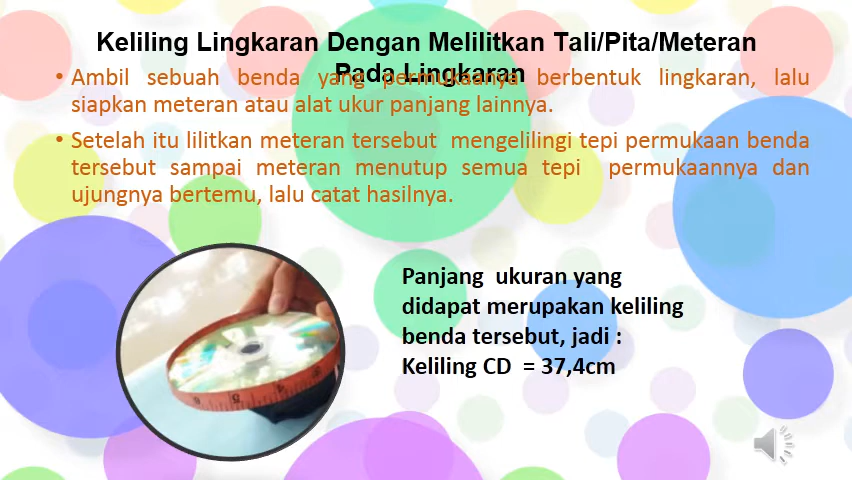 Keliling Lingkaran Dengan Melilitkan Tali/Pita/Meteran
Pada Lingkaran
• Ambil sebuah benda yang permukaanya berbentuk lingkaran, lalu
siapkan meteran atau alat ukur panjang lainnya.
• Setelah itu lilitkan meteran tersebut mengelilingi tepi permukaan benda
tersebut sampai meteran menutup semua tepi permukaannya dan
ujungnya bertemu, lalu catat hasilnya.
Panjang ukuran yang
didapat merupakan keliling
benda tersebut, jadi :
Keliling CD = 37,4cm